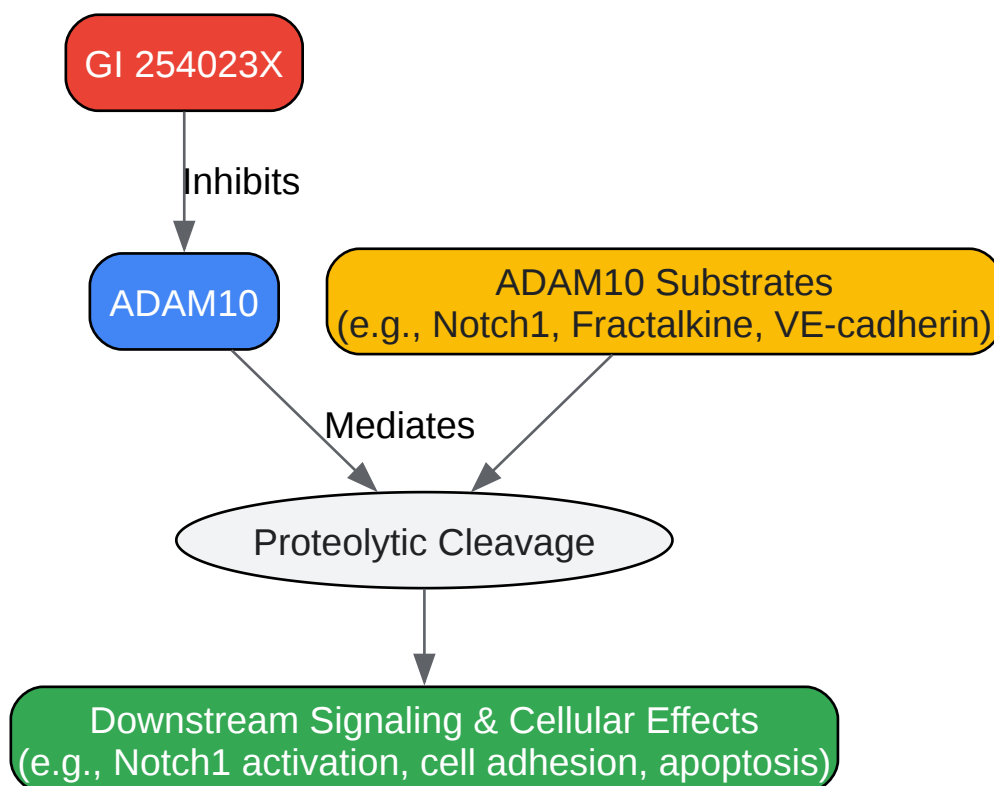 GI 254023X
Inhibits
ADAM10
ADAM10 Substrates
(e.g., Notch1, Fractalkine, VE-cadherin)
Mediates
Proteolytic Cleavage
Downstream Signaling & Cellular Effects
(e.g., Notch1 activation, cell adhesion, apoptosis)